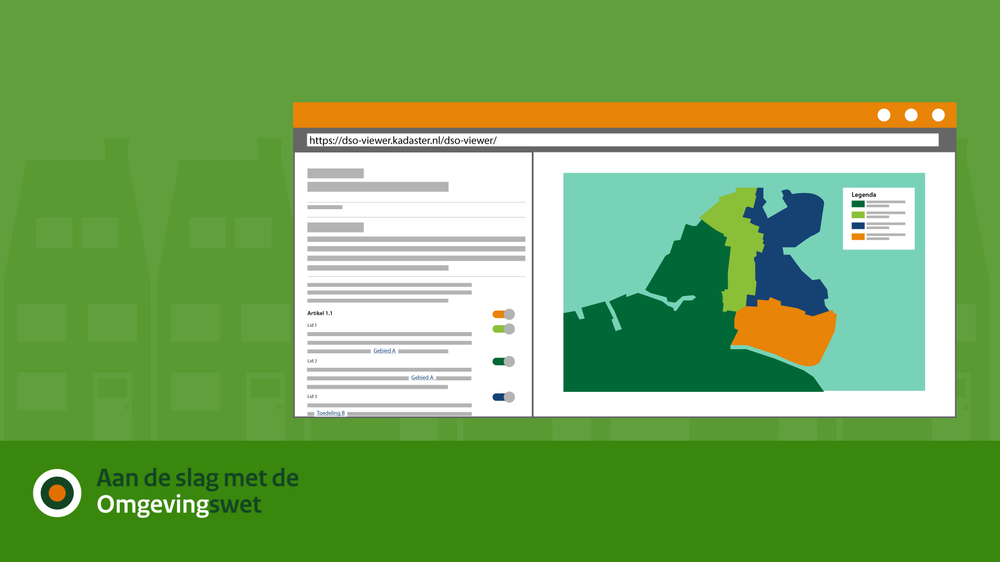 https://dso-viewer.kadaster.nl/dso-viewer/
Artikel 1.1
Lid 1
Gebied A
Lid 2
Gebied A
Lid 3
Toedeling B
Legenda
Aan de slag met de
Omgevingswet